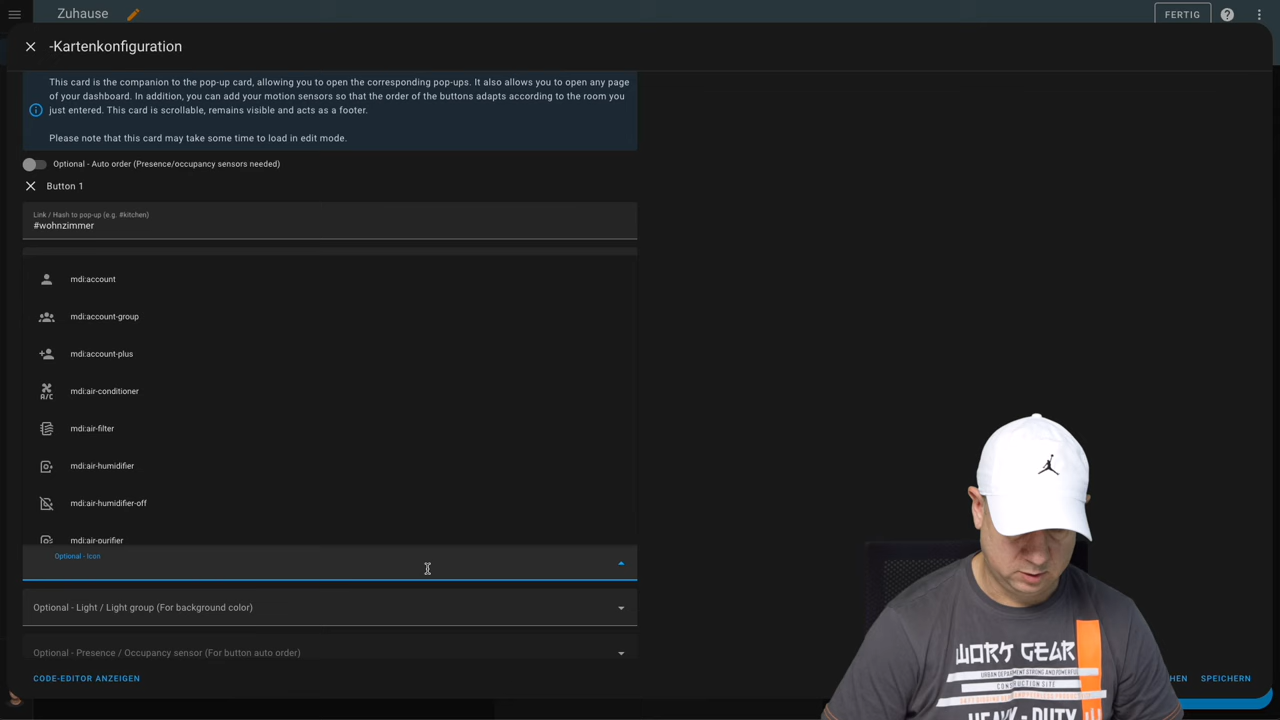 Zuhause
FERTIG
-Kartenkonfiguration
This card is the companion to the pop-up card, allowing you to open the corresponding pop-ups. It also allows you to open any page
of your dashboard. In addition, you can add your motion sensors so that the order of the buttons adapts according to the room you
just entered. This card is scrollable, remains visible and acts as a footer.
Please note that this card may take some time to load in edit mode.
Optional - Auto order (Presence/occupancy sensors needed)
Button 1
Link / Hash to pop-up (e.g. #kitchen)
#wohnzimmer
mdi:account
mdi:account-group
mdi:account-plus
A/C
mdi:air-conditioner
mdi:air-filter
mdi:air-humidifier
mdi:air-humidifier-off
mdi:air-purifier
Optional - Icon
Optional - Light / Light group (For background color)
Optional - Presence / Occupancy sensor (For button auto order)
CODE-EDITOR ANZEIGEN
HEN
SPEICHERN
WORT GEAR
HEAVY - DUTY